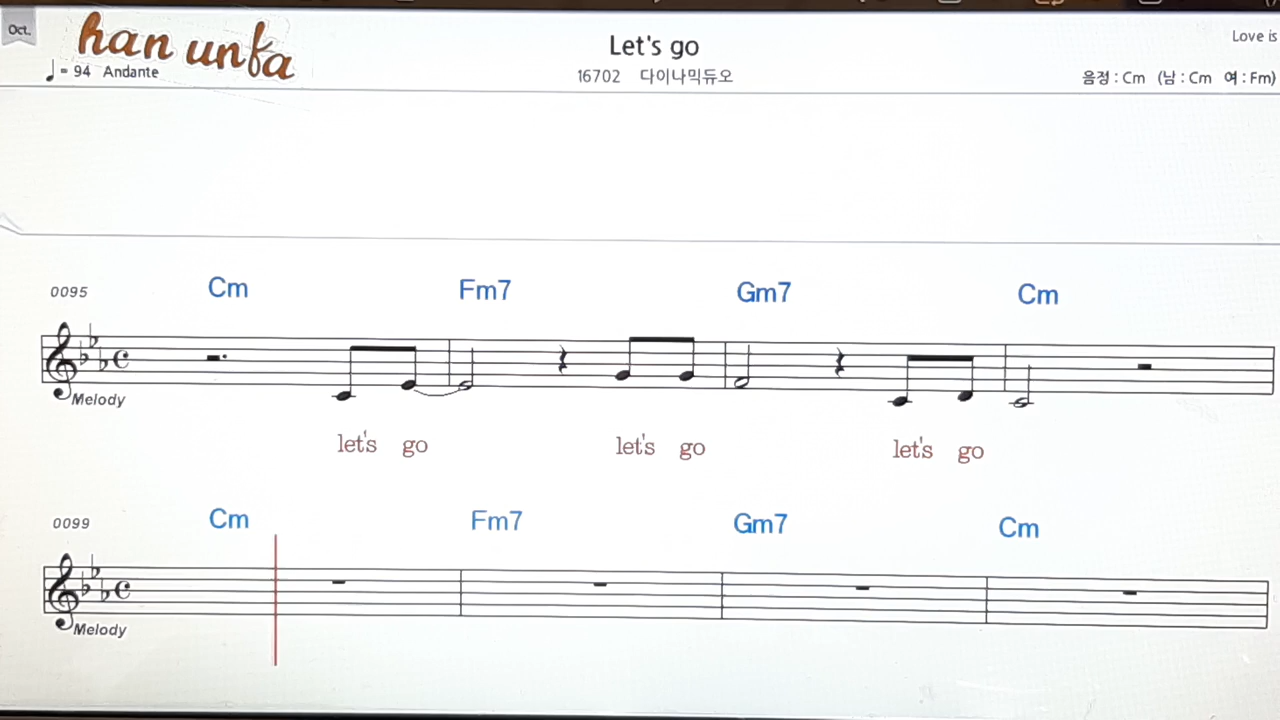 Oct.
han unfa
Let's go
Love is
♩ = 94 Andante
16702 다이나믹듀오
음정 : Cm (남 : Cm 여 : Fm)
0095
Cm Fm7 Gm7 Cm
Melody
let's go let's go let's go
0099
Cm Fm7 Gm7 Cm
Melody